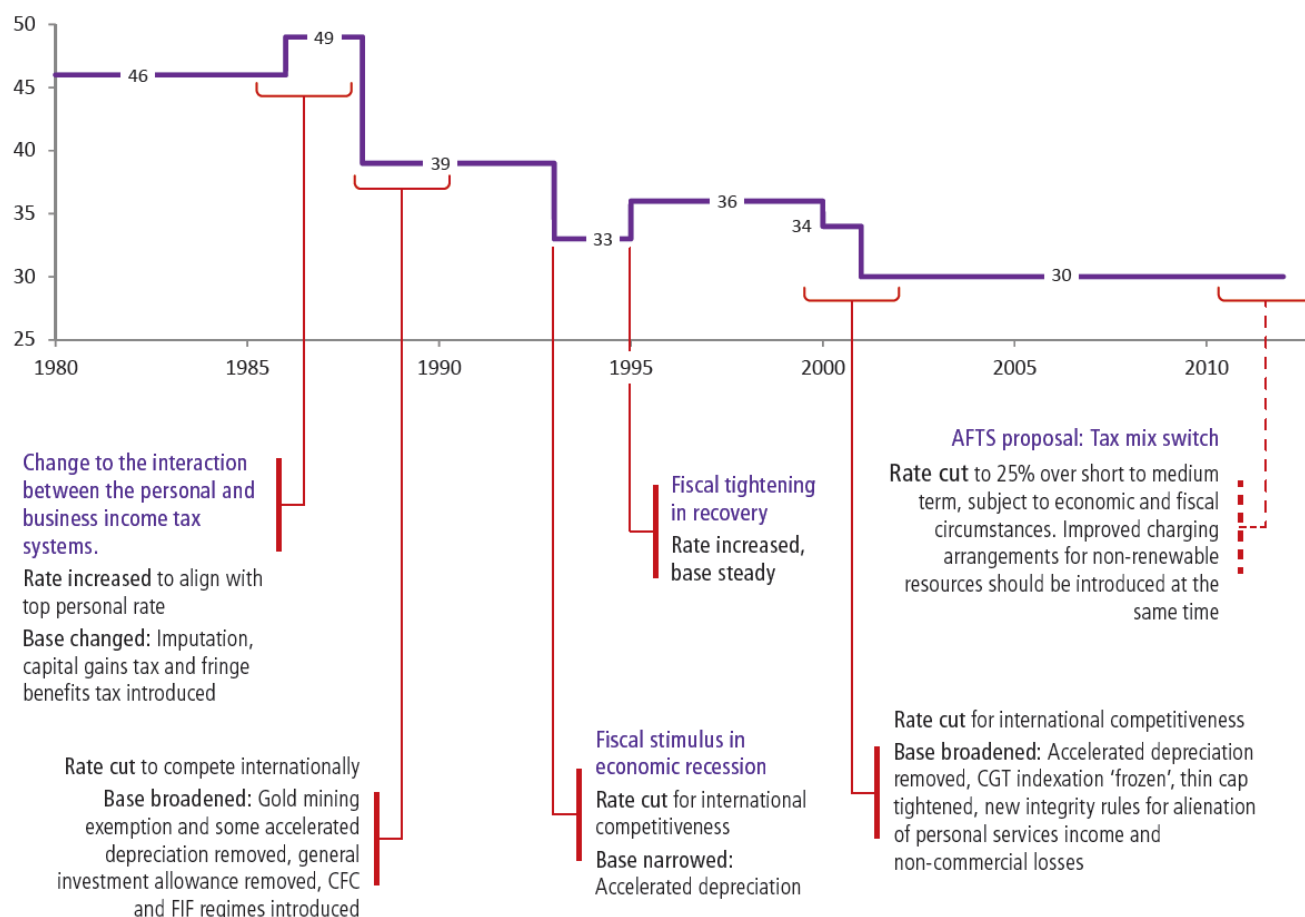 50
49
46
45
40
39
36
35
34
33
30
30
25
1980
1985
1990
1995
2000
2005
2010
Change to the interaction
between the personal and
business income tax
systems.
Rate increased to align with
top personal rate
Base changed: Imputation,
capital gains tax and fringe
benefits tax introduced
Rate cut to compete internationally
Base broadened: Gold mining
exemption and some accelerated
depreciation removed, general
investment allowance removed, CFC
and FIF regimes introduced
Fiscal stimulus in
economic recession
Rate cut for international
competitiveness
Base narrowed:
Accelerated depreciation
Fiscal tightening
in recovery
Rate increased,
base steady
AFTS proposal: Tax mix switch
Rate cut to 25% over short to medium
term, subject to economic and fiscal
circumstances. Improved charging
arrangements for non-renewable
resources should be introduced at the
same time
Rate cut for international competitiveness
Base broadened: Accelerated depreciation
removed, CGT indexation ‘frozen’, thin cap
tightened, new integrity rules for alienation
of personal services income and
non-commercial losses